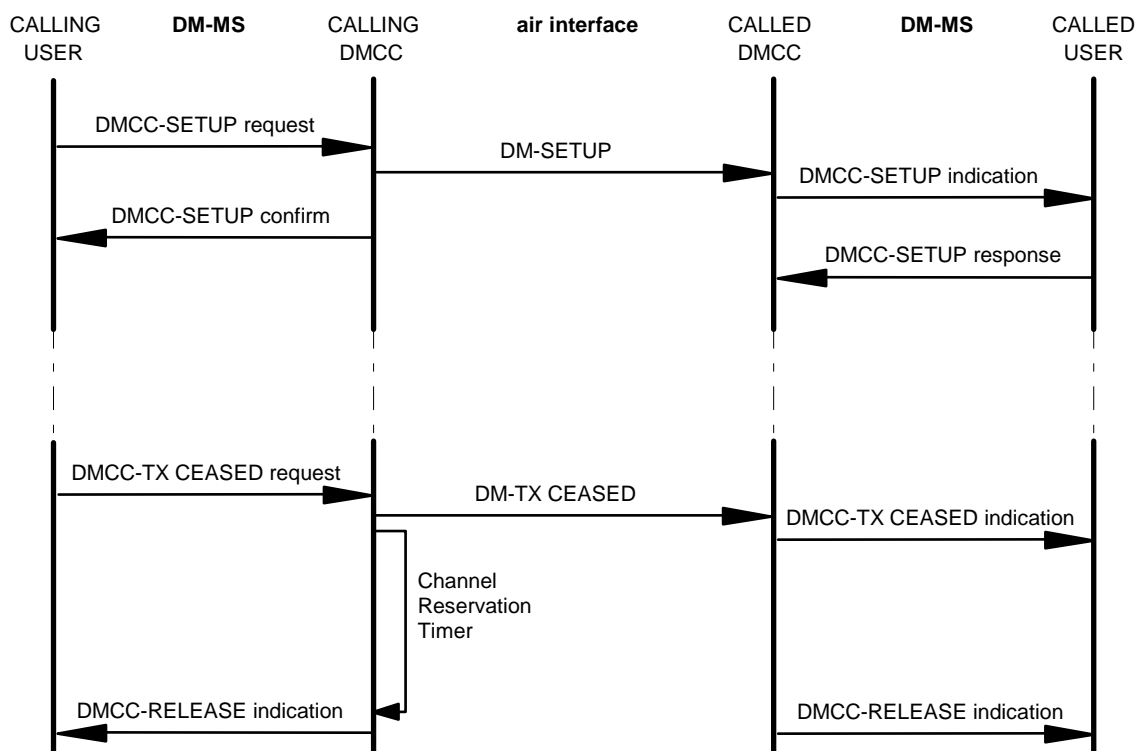 CALLING
USER
DM-MS
CALLING
DMCC
air interface
CALLED
DMCC
DM-MS
CALLED
USER
DMCC-SETUP request
DM-SETUP
DMCC-SETUP indication
DMCC-SETUP confirm
DMCC-SETUP response
DMCC-TX CEASED request
DM-TX CEASED
DMCC-TX CEASED indication
Channel
Reservation
Timer
DMCC-RELEASE indication
DMCC-RELEASE indication